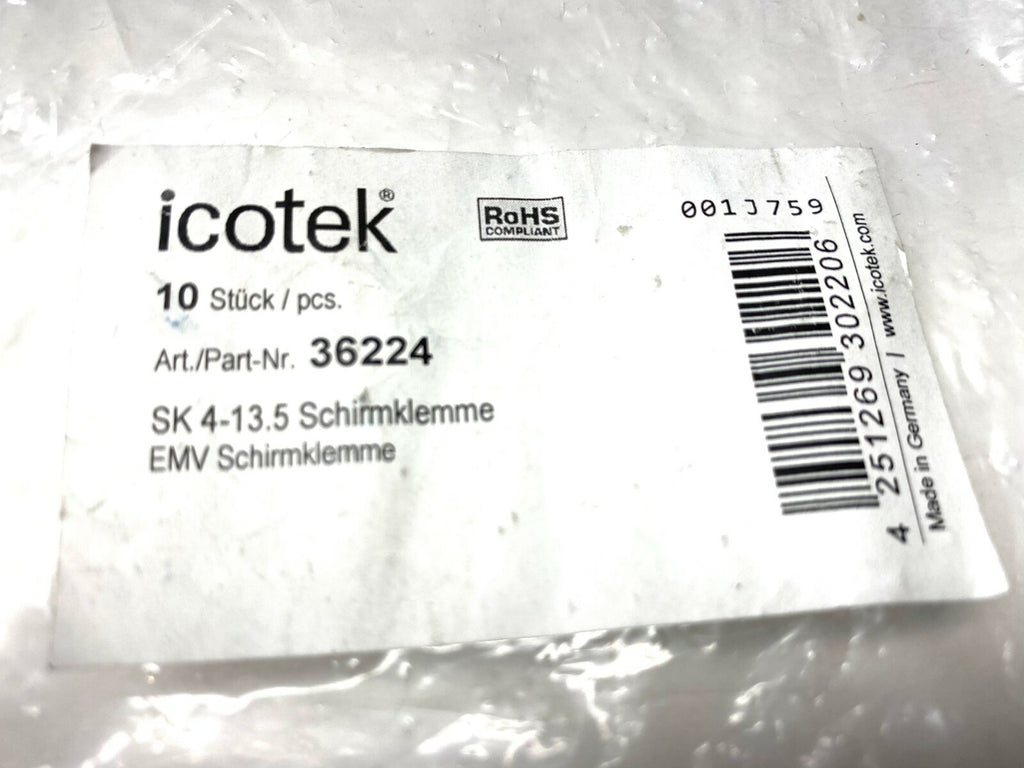 icotek®
RoHS
COMPLIANT
10 Stück / pcs.
Art./Part-Nr. 36224
SK 4-13.5 Schirmklemme
EMV Schirmklemme
001J759
4 251269 302206
Made in Germany | www.icotek.com